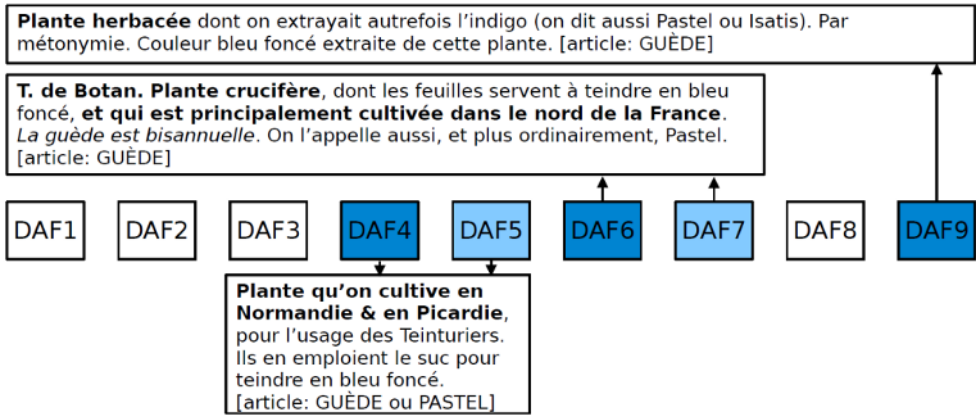 Plante herbacée dont on extrayait autrefois l’indigo (on dit aussi Pastel ou Isatis). Par
métonymie. Couleur bleu foncé extraite de cette plante. [article: GUÈDE]
T. de Botan. Plante crucifère, dont les feuilles servent à teindre en bleu
foncé, et qui est principalement cultivée dans le nord de la France.
La guède est bisannuelle. On l’appelle aussi, et plus ordinairement, Pastel.
[article: GUÈDE]
DAF1 DAF2 DAF3 DAF4 DAF5 DAF6 DAF7 DAF8 DAF9
Plante qu’on cultive en
Normandie & en Picardie,
pour l’usage des Teinturiers.
Ils en emploient le suc pour
teindre en bleu foncé.
[article: GUÈDE ou PASTEL]